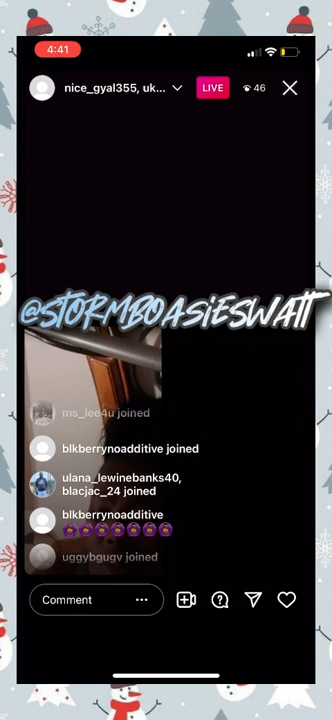 4:41
nice_gyal355, uk...
LIVE
46
@STORMBOASIESWATT
ms_lee4u joined
blkberrynoadditive joined
ulana_lewinebanks40,
blacjac_24 joined
blkberrynoadditive
🙆🏾‍♀️🙆🏾‍♀️🙆🏾‍♀️🙆🏾‍♀️🙆🏾‍♀️🙆🏾‍♀️🙆🏾‍♀️
uggybgugv joined
Comment ...